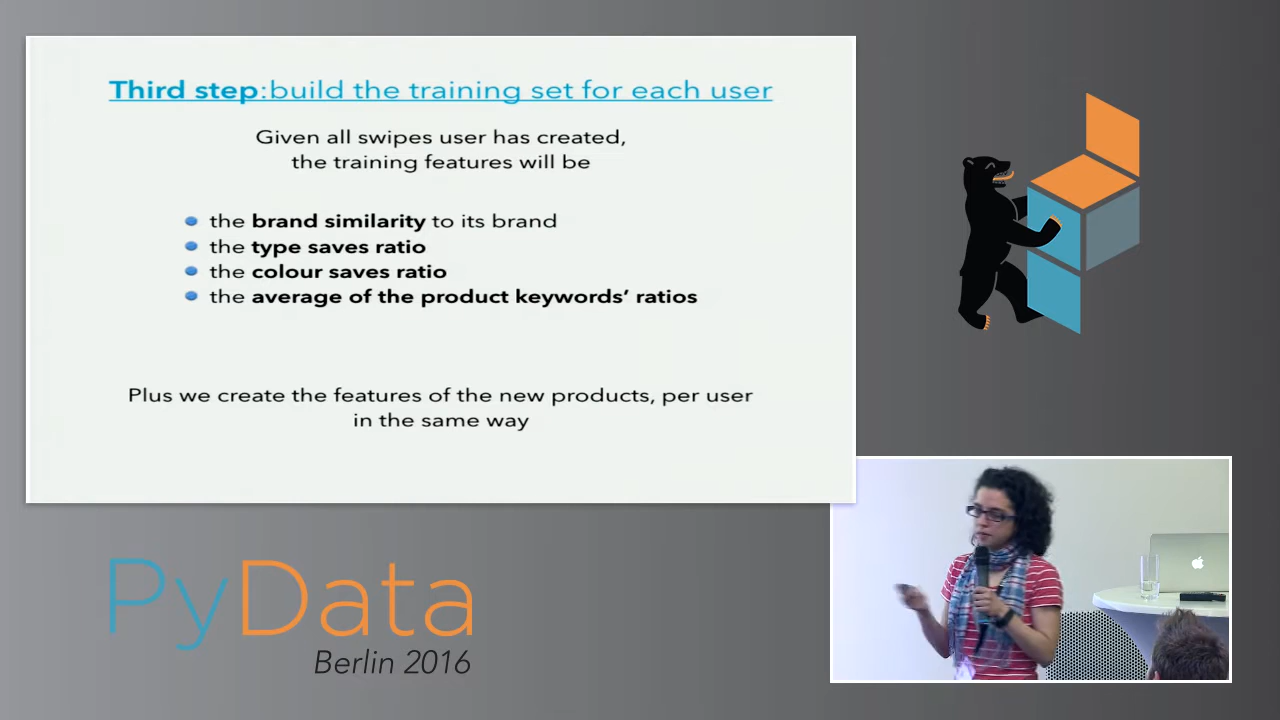 Third step:build the training set for each user
Given all swipes user has created,
the training features will be
the brand similarity to its brand
the type saves ratio
the colour saves ratio
the average of the product keywords’ ratios
Plus we create the features of the new products, per user
in the same way
PyData
Berlin 2016